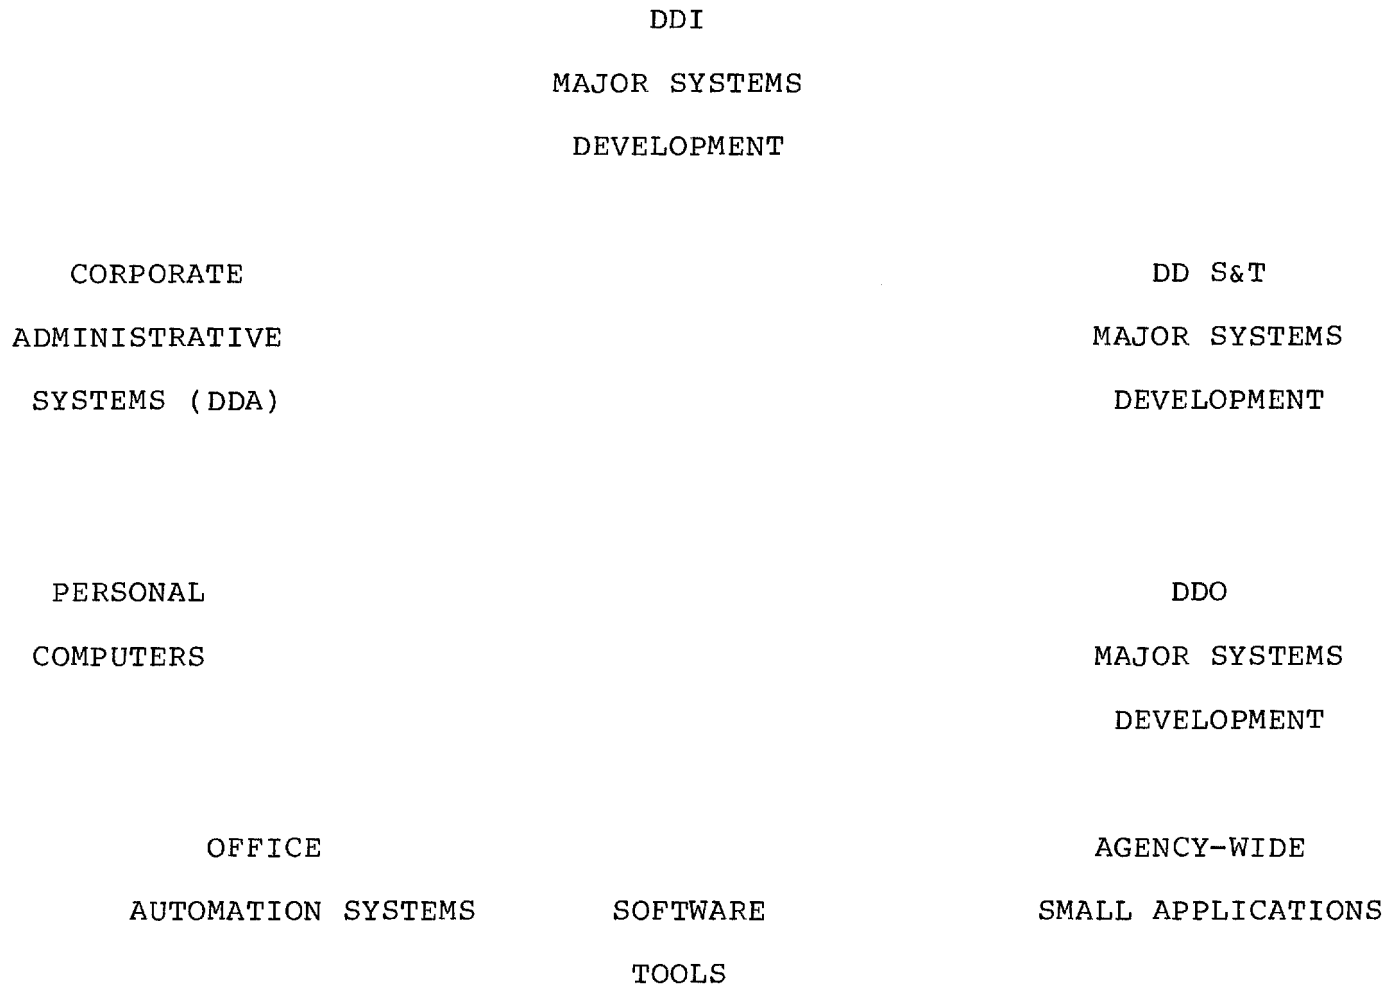 DDI
MAJOR SYSTEMS
DEVELOPMENT
CORPORATE
ADMINISTRATIVE
SYSTEMS (DDA)
DD S&T
MAJOR SYSTEMS
DEVELOPMENT
PERSONAL
COMPUTERS
DDO
MAJOR SYSTEMS
DEVELOPMENT
OFFICE
AUTOMATION SYSTEMS
SOFTWARE
TOOLS
AGENCY-WIDE
SMALL APPLICATIONS